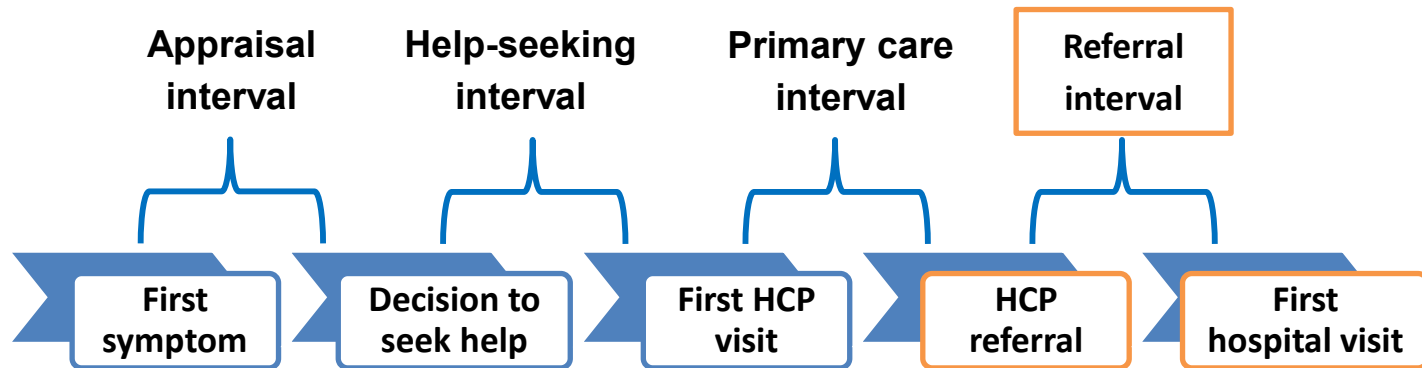 Appraisal
interval
Help-seeking
interval
Primary care
interval
Referral
interval
First
symptom
Decision to
seek help
First HCP
visit
HCP
referral
First
hospital visit